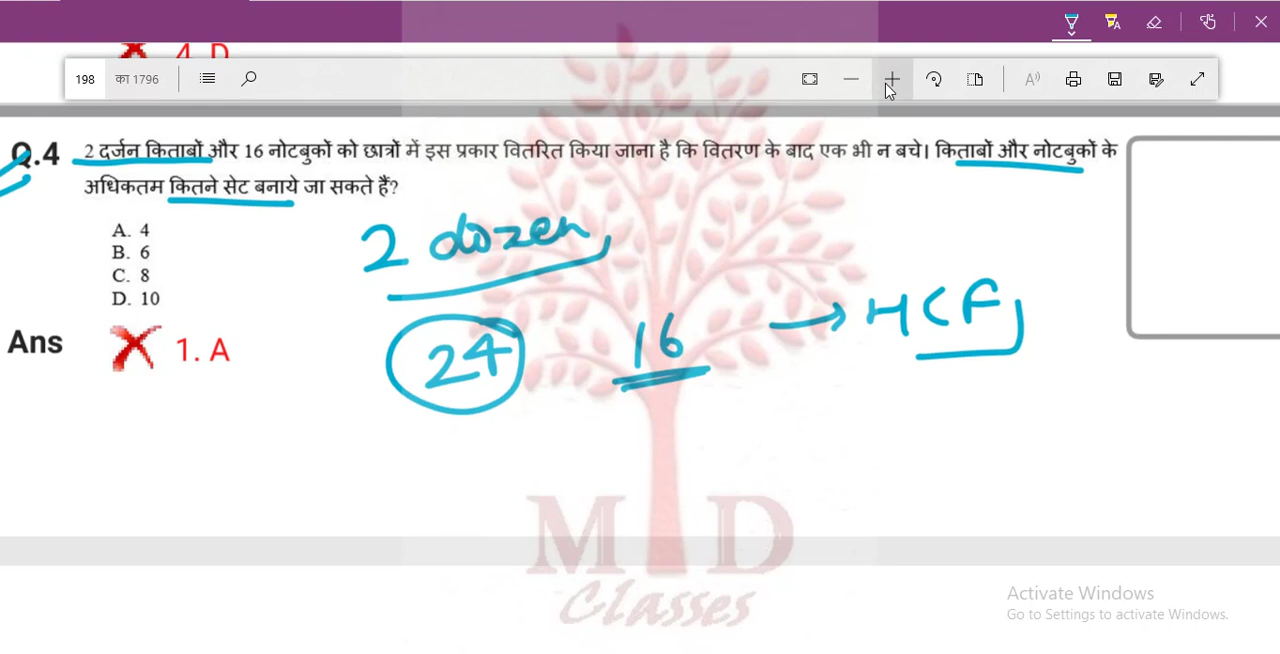 4. D
198 का 1796
Q.4 2 दर्जन किताबों और 16 नोटबुकों को छात्रों में इस प्रकार वितरित किया जाना है कि वितरण के बाद एक भी न बचे। किताबों और नोटबुकों के
अधिकतम कितने सेट बनाये जा सकते हैं?
A. 4
B. 6
C. 8
D. 10
2 dozen
24 16 → HCF
Ans 1. A
M D
Classes
Activate Windows
Go to Settings to activate Windows.